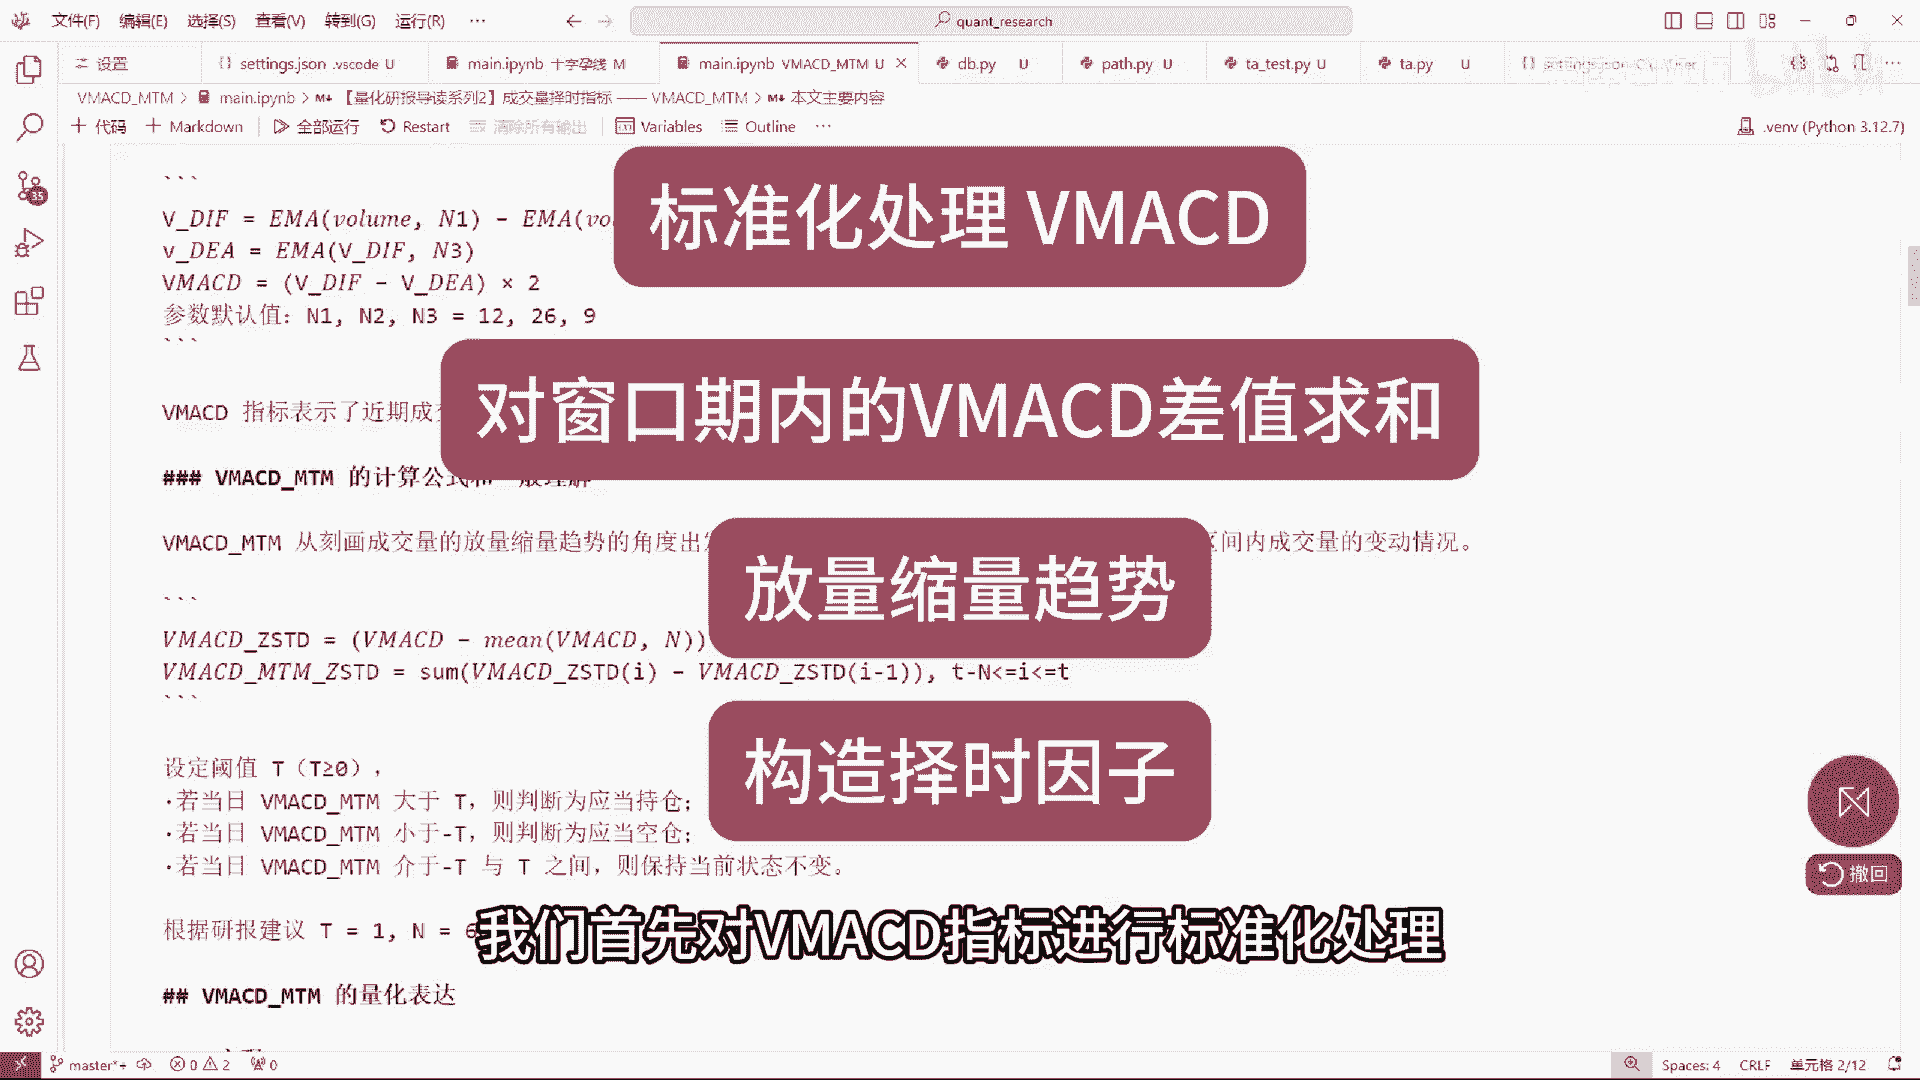 文件(F) 编辑(E) 选择(S) 查看(V) 转到(G) 运行(R) ··· quant_research
设置 settings.json .vscode U main.ipynb 十字孕线 M main.ipynb VMACD_MTM U db.py U path.py U ta_test.py U ta.py U
VMACD_MTM > main.ipynb > M↓ 【量化研报导读系列2】成交量择时指标 —— VMACD_MTM > M↓ 本文主要内容
+ 代码 + Markdown 全部运行 Restart 清除所有输出 Variables Outline ··· .venv (Python 3.12.7)
35
```
标准化处理 VMACD
V_DIF = EMA(volume, N1) - EMA(vo
v_DEA = EMA(V_DIF, N3)
VMACD = (V_DIF - V_DEA) × 2
参数默认值: N1, N2, N3 = 12, 26, 9
```
对窗口期内的VMACD差值求和
VMACD 指标表示了近期成
### VMACD_MTM 的计算公式和一般理解
VMACD_MTM 从刻画成交量的放量缩量趋势的角度出 区间内成交量的变动情况。
放量缩量趋势
```
VMACD_ZSTD = (VMACD - mean(VMACD, N))
VMACD_MTM_ZSTD = sum(VMACD_ZSTD(i) - VMACD_ZSTD(i-1)), t-N<=i<=t
```
构造择时因子
设定阈值 T (T≥0) ,
·若当日 VMACD_MTM 大于 T, 则判断为应当持仓;
·若当日 VMACD_MTM 小于-T, 则判断为应当空仓;
·若当日 VMACD_MTM 介于-T 与 T 之间, 则保持当前状态不变。
撤回
根据研报建议 T = 1, N = 6
我们首先对VMACD指标进行标准化处理
## VMACD_MTM 的量化表达
master*+ 0 2 0 Spaces: 4 CRLF 单元格 2/12